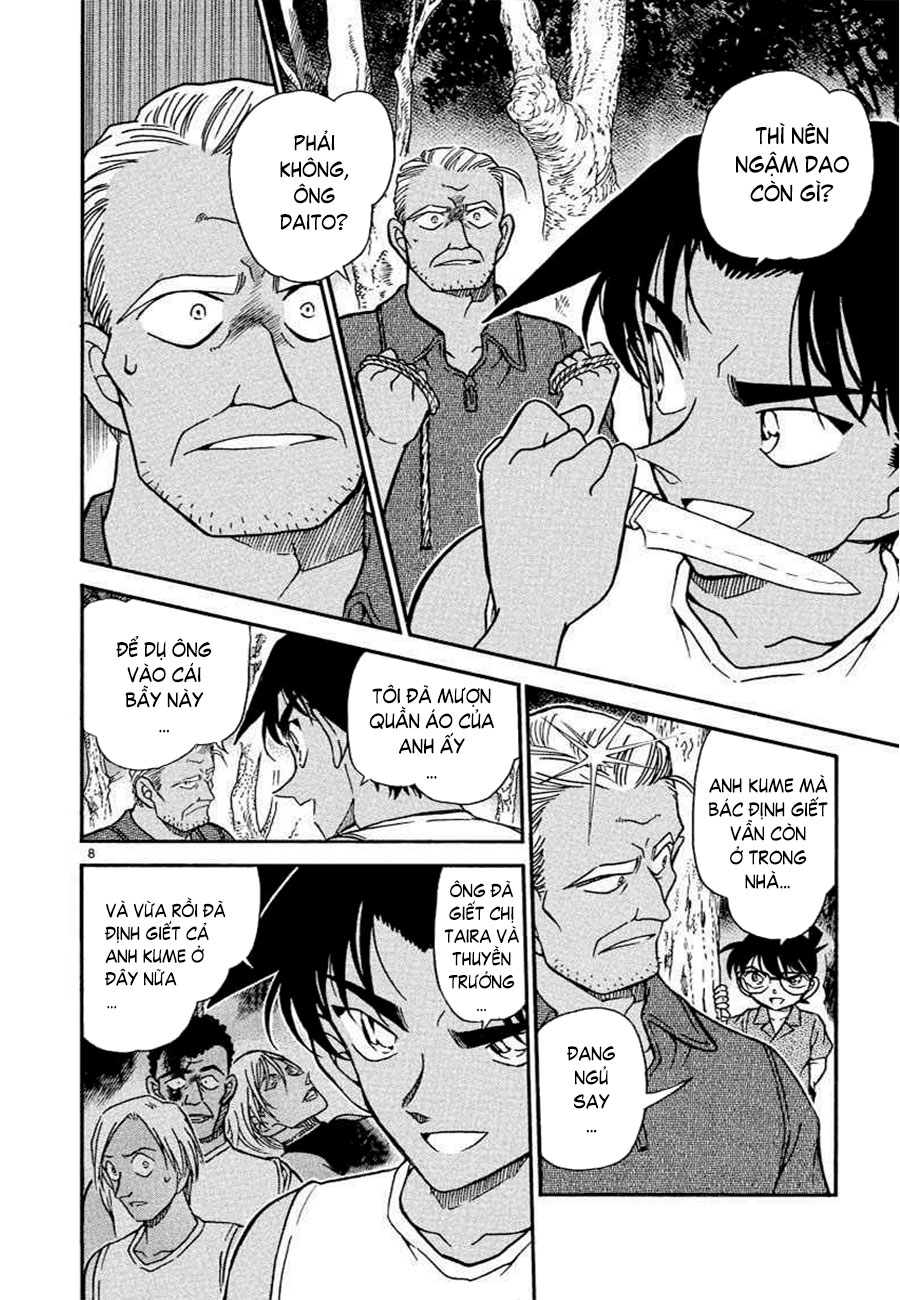 THÌ NÊN
NGẬM DAO
CÒN GÌ?
PHẢI
KHÔNG,
ÔNG
DAITO?
ANH KUME MÀ
BÁC ĐỊNH GIẾT
VẪN CÒN
Ở TRONG
NHÀ...
ĐANG
NGỦ
SAY
...
TÔI ĐÃ MƯỢN
QUẦN ÁO CỦA
ANH ẤY
...
ĐỂ DỤ ÔNG
VÀO CÁI
BẪY NÀY
...
8
ÔNG ĐÃ
GIẾT CHỊ
TAIRA VÀ
THUYỀN
TRƯỞNG
...
VÀ VỪA RỒI ĐÃ
ĐỊNH GIẾT CẢ
ANH KUME Ở
ĐÂY NỮA
...